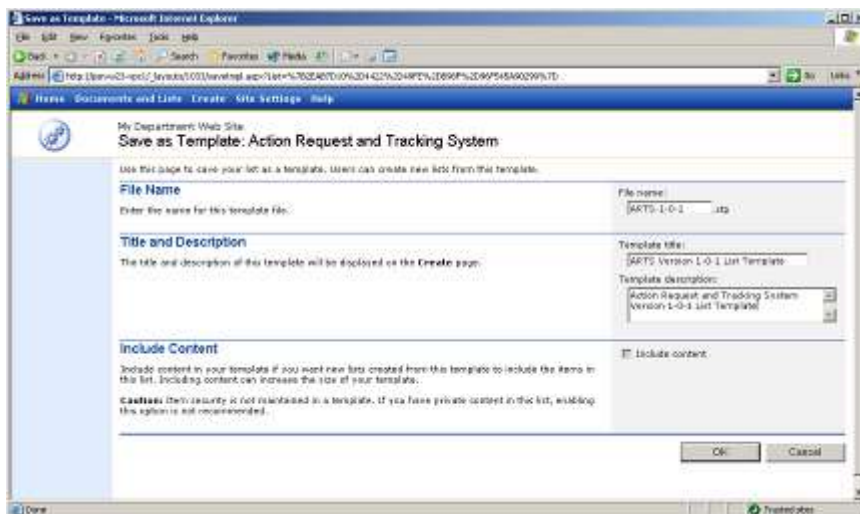 Save as Template - Microsoft Internet Explorer
File Edit View Favorites Tools Help
Back Search Favorites Media
Address
Go Links
Home Documents and Lists Create Site Settings Help
My Department Web Site
Save as Template: Action Request and Tracking System
Use this page to save your list as a template. Users can create new lists from this template.
File Name
Enter the name for this template file.
File name:
ARTS-1-0-1 .stp
Title and Description
The title and description of this template will be displayed on the Create page.
Template title:
ARTS Version 1-0-1 List Template
Template description:
Action Request and Tracking System
Version 1-0-1 List Template
Include Content
Include content in your template if you want new lists created from this template to include the items in
this list. Including content can increase the size of your template.
Caution: Item security is not maintained in a template. If you have private content in this list, enabling
this option is not recommended.
Include content
OK Cancel
Done
Trusted sites